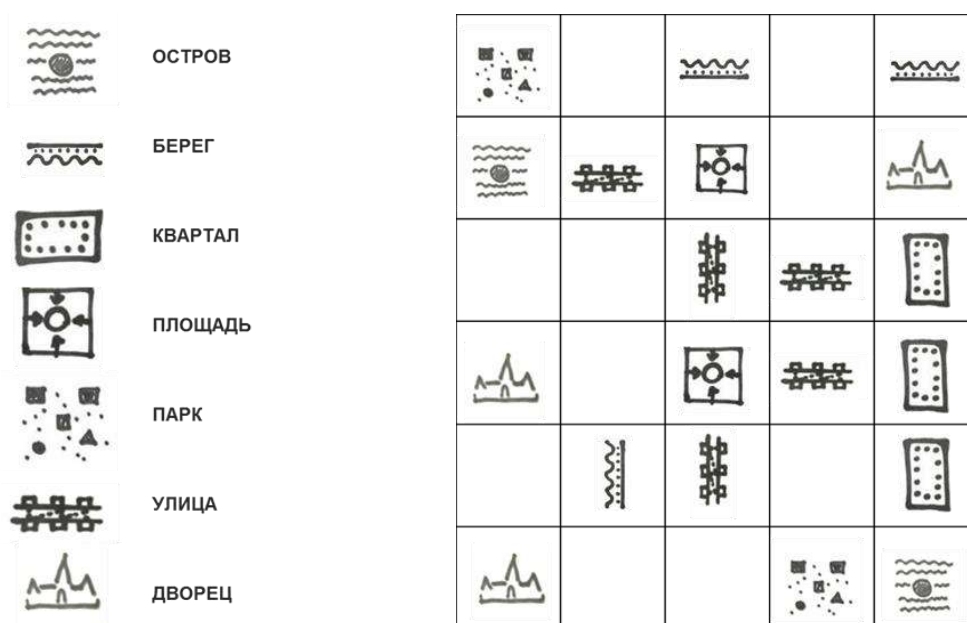 ОСТРОВ
БЕРЕГ
КВАРТАЛ
ПЛОЩАДЬ
ПАРК
УЛИЦА
ДВОРЕЦ